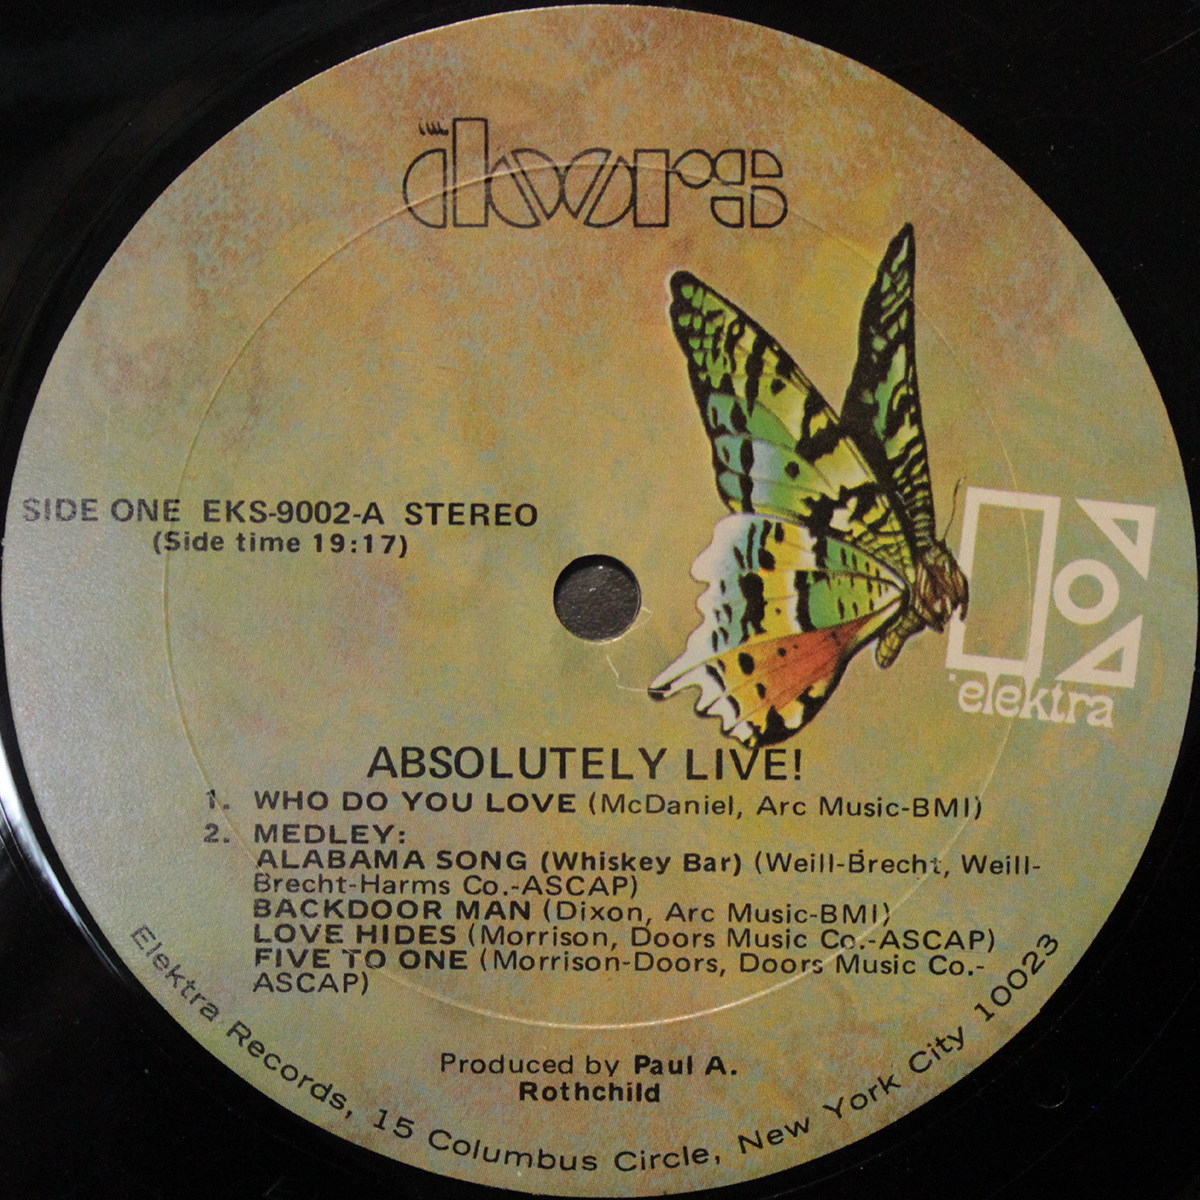 the doors
SIDE ONE EKS-9002-A STEREO
(Side time 19:17)
elektra
ABSOLUTELY LIVE!
1. WHO DO YOU LOVE (McDaniel, Arc Music-BMI)
2. MEDLEY:
ALABAMA SONG (Whiskey Bar) (Weill-Brecht, Weill-
Brecht-Harms Co.-ASCAP)
BACKDOOR MAN (Dixon, Arc Music-BMI)
LOVE HIDES (Morrison, Doors Music Co.-ASCAP)
FIVE TO ONE (Morrison-Doors, Doors Music Co.-
ASCAP)
Produced by Paul A.
Rothchild
Elektra Records, 15 Columbus Circle, New York City 10023